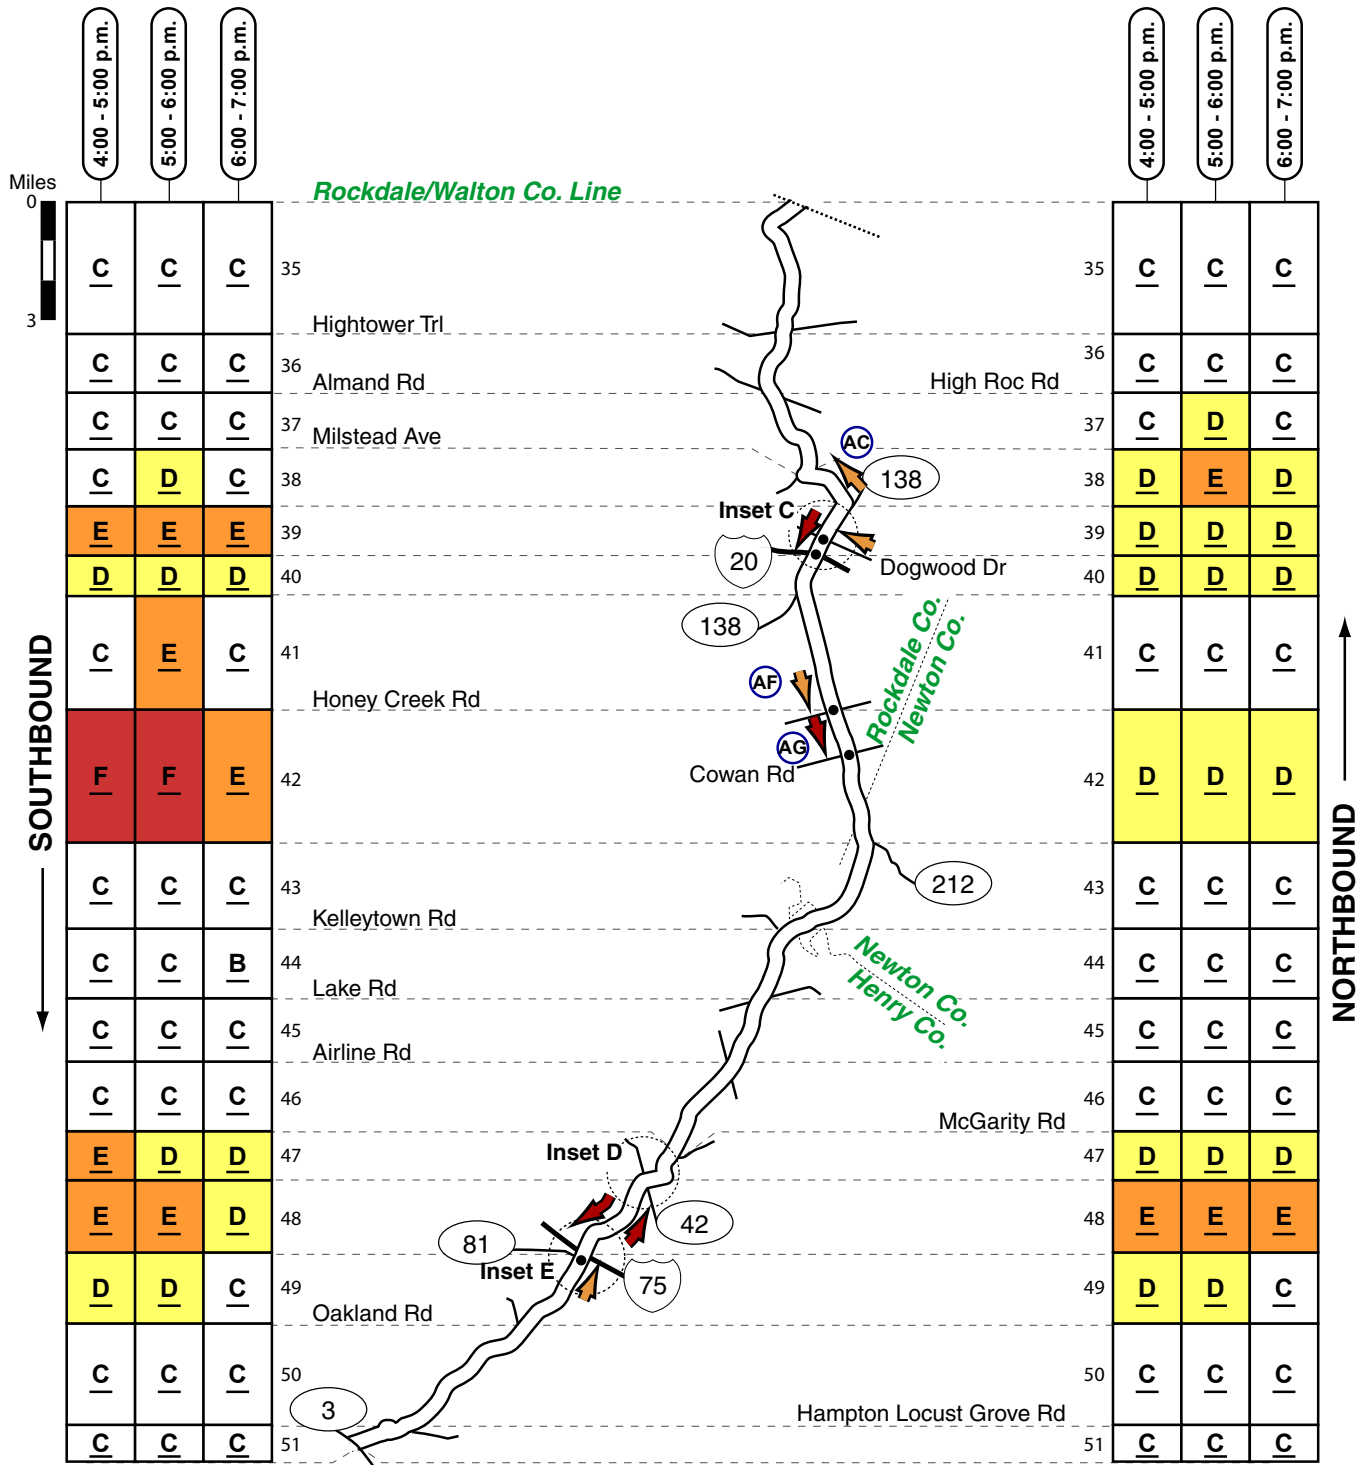 4:00 - 5:00 p.m.
5:00 - 6:00 p.m.
6:00 - 7:00 p.m.
4:00 - 5:00 p.m.
5:00 - 6:00 p.m.
6:00 - 7:00 p.m.
Miles
0
3
Rockdale/Walton Co. Line
C C C 35 35 C C C
Hightower Trl
C C C 36 36 C C C
Almand Rd High Roc Rd
C C C 37 37 C D C
Milstead Ave
AC
138
C D C 38 38 D E D
Inset C
E E E 39 39 D D D
20
Dogwood Dr
D D D 40 40 D D D
138
Rockdale Co.
Newton Co.
C E C 41 41 C C C
AF
Honey Creek Rd
AG
Cowan Rd
F F E 42 42 D D D
SOUTHBOUND
NORTHBOUND
212
C C C 43 43 C C C
Kelleytown Rd
Newton Co.
Henry Co.
C C B 44 44 C C C
Lake Rd
C C C 45 45 C C C
Airline Rd
C C C 46 46 C C C
McGarity Rd
Inset D
E D D 47 47 D D D
42
E E D 48 48 E E E
81
Inset E
75
D D C 49 49 D D C
Oakland Rd
C C C 50 50 C C C
3
Hampton Locust Grove Rd
C C C 51 51 C C C